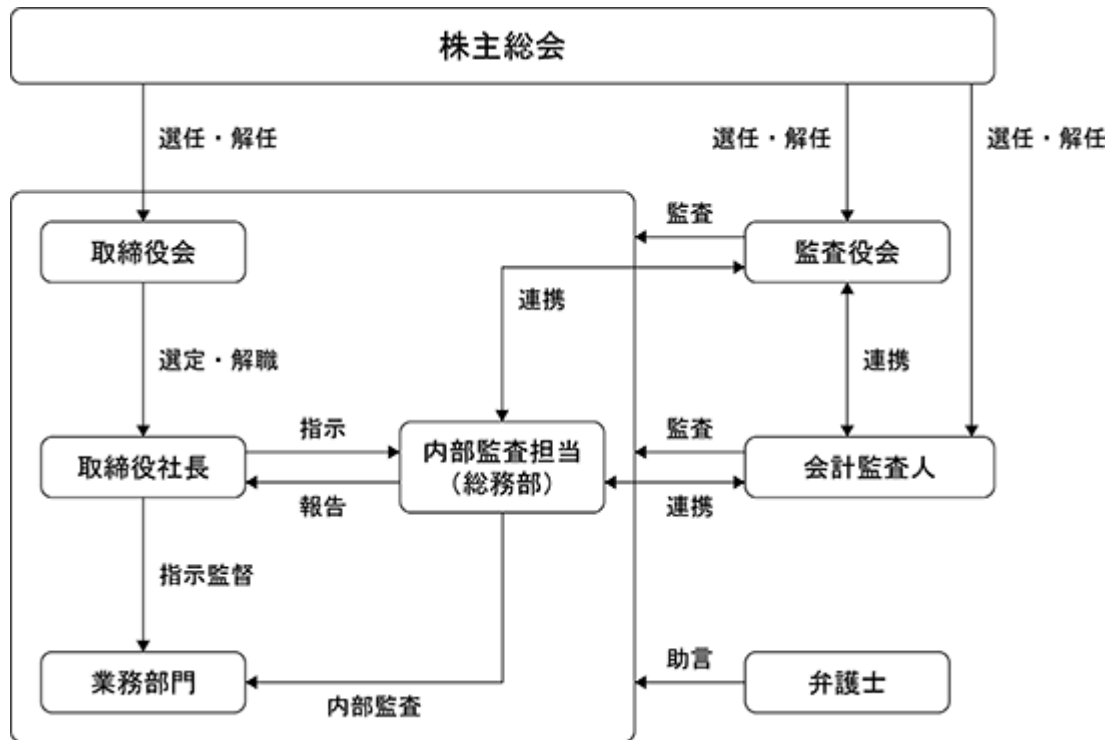 株主総会
選任・解任
選任・解任
選任・解任
監査
取締役会
監査役会
連携
選定・解職
連携
指示
監査
取締役社長
内部監査担当
（総務部）
会計監査人
報告
連携
指示監督
助言
業務部門
弁護士
内部監査